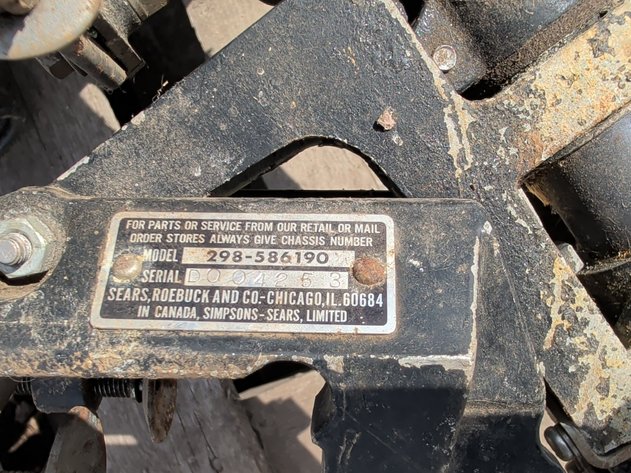 FOR PARTS OR SERVICE FROM OUR RETAIL OR MAIL
ORDER STORES ALWAYS GIVE CHASSIS NUMBER
MODEL 298-586190
SERIAL D004253
SEARS, ROEBUCK AND CO.-CHICAGO, IL. 60684
IN CANADA, SIMPSONS-SEARS, LIMITED